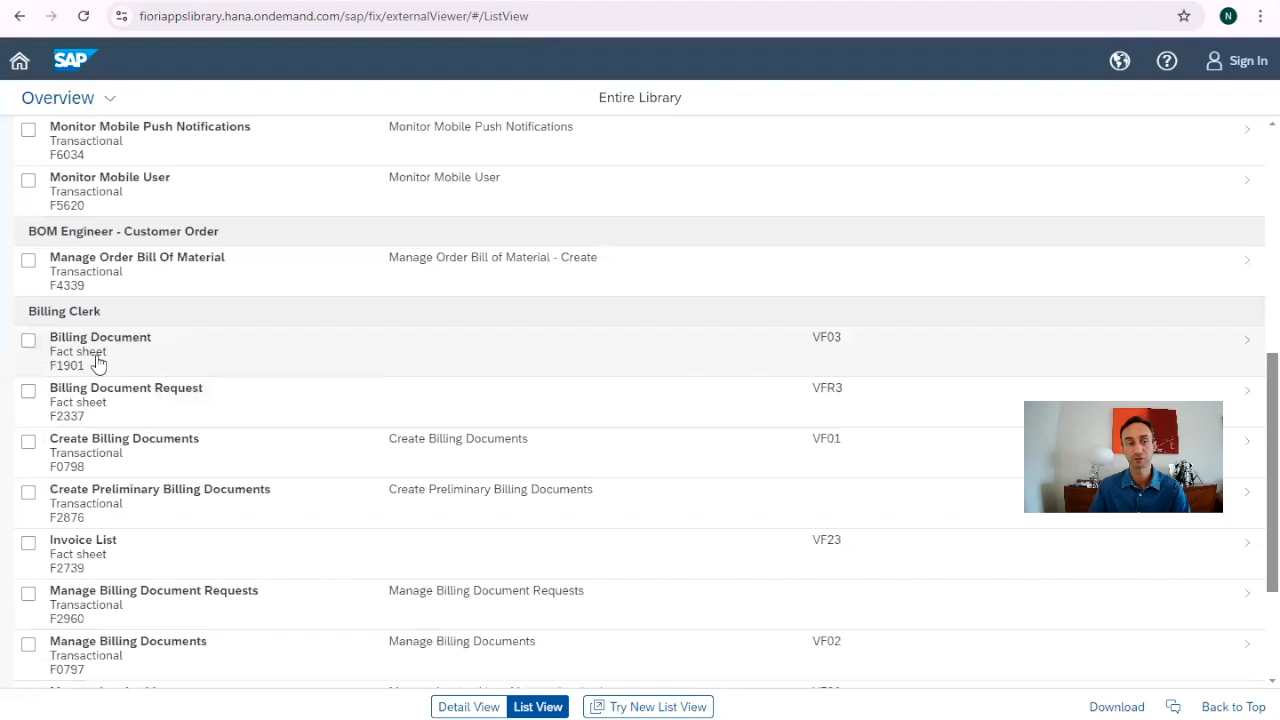 fioriappslibrary.hana.ondemand.com/sap/fix/externalViewer/#/ListView
N
SAP
Sign In
Overview
Entire Library
Monitor Mobile Push Notifications Monitor Mobile Push Notifications
Transactional
F6034
Monitor Mobile User Monitor Mobile User
Transactional
F5620
BOM Engineer - Customer Order
Manage Order Bill Of Material Manage Order Bill of Material - Create
Transactional
F4339
Billing Clerk
Billing Document VF03
Fact sheet
F1901
Billing Document Request VFR3
Fact sheet
F2337
Create Billing Documents Create Billing Documents VF01
Transactional
F0798
Create Preliminary Billing Documents Create Preliminary Billing Documents
Transactional
F2876
Invoice List VF23
Fact sheet
F2739
Manage Billing Document Requests Manage Billing Document Requests
Transactional
F2960
Manage Billing Documents Manage Billing Documents VF02
Transactional
F0797
Detail View List View Try New List View Download Back to Top